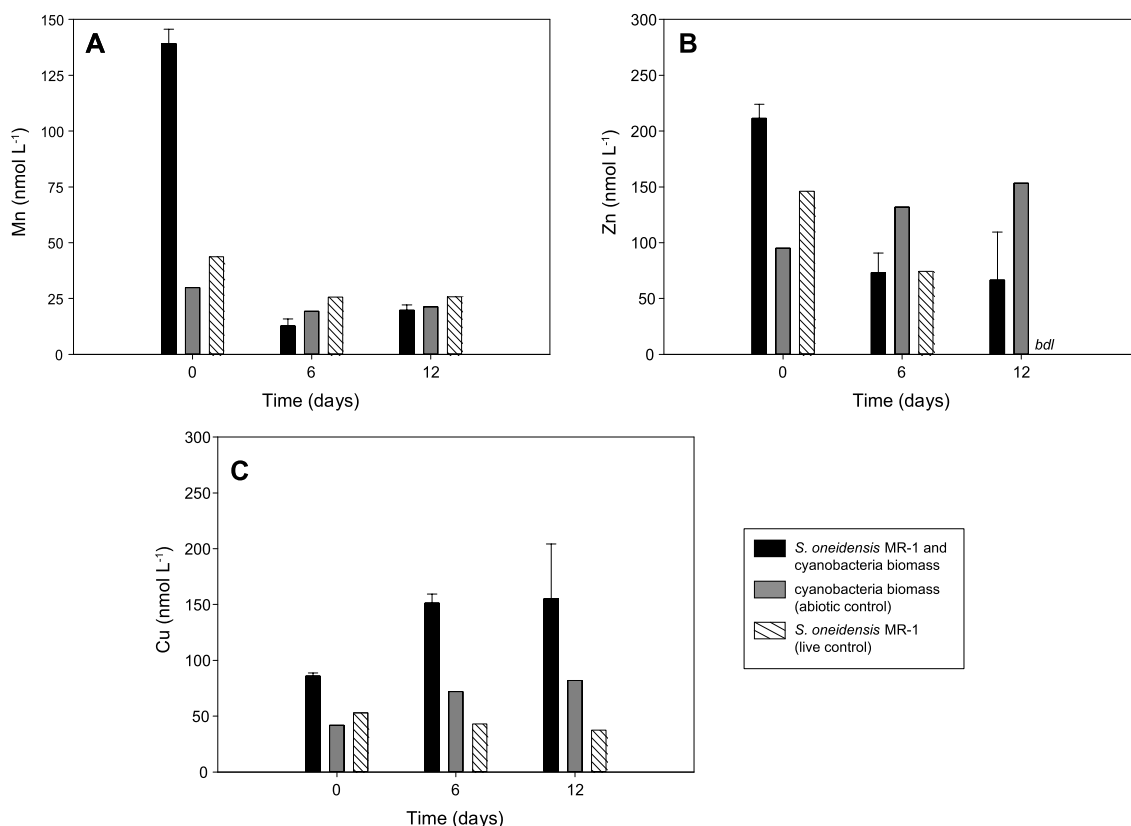 A
150
125
100
75
50
25
0
Mn (nmol L-1)
0 6 12
Time (days)
B
300
250
200
150
100
50
0
Zn (nmol L-1)
bdl
0 6 12
Time (days)
C
300
250
200
150
100
50
0
Cu (nmol L-1)
0 6 12
Time (days)
S. oneidensis MR-1 and
cyanobacteria biomass
cyanobacteria biomass
(abiotic control)
S. oneidensis MR-1
(live control)